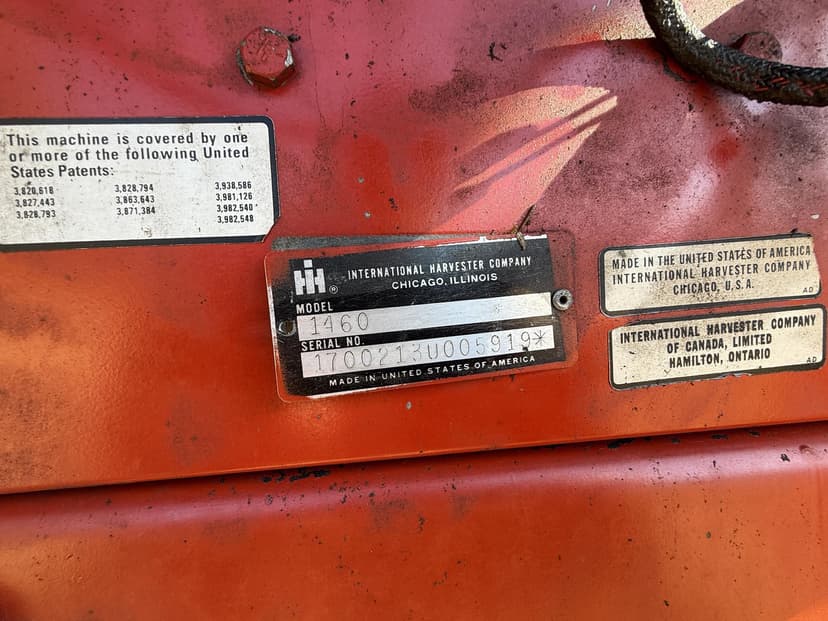 This machine is covered by one
or more of the following United
States Patents:
3,820,618 3,828,794 3,938,586
3,827,443 3,863,643 3,981,126
3,828,793 3,871,384 3,982,540
3,982,548
IH ®
INTERNATIONAL HARVESTER COMPANY
CHICAGO, ILLINOIS
MODEL
1460
SERIAL NO.
1700213U005919*
MADE IN UNITED STATES OF AMERICA
MADE IN THE UNITED STATES OF AMERICA
INTERNATIONAL HARVESTER COMPANY
CHICAGO, U.S.A.
AD
INTERNATIONAL HARVESTER COMPANY
OF CANADA, LIMITED
HAMILTON, ONTARIO
AD